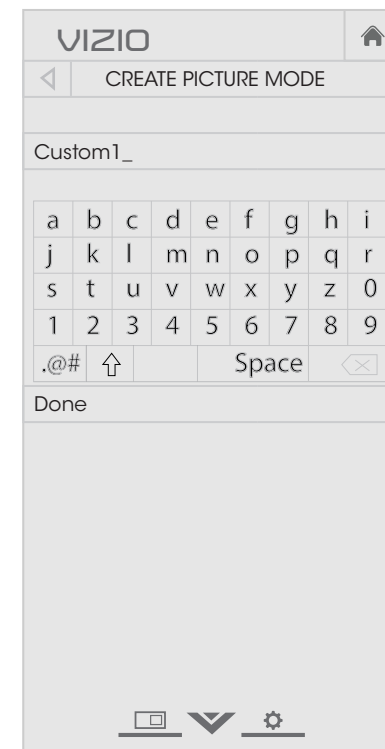 VIZIO
CREATE PICTURE MODE
Custom1_
a b c d e f g h i
j k l m n o p q r
s t u v w x y z 0
1 2 3 4 5 6 7 8 9
.@# Space
Done